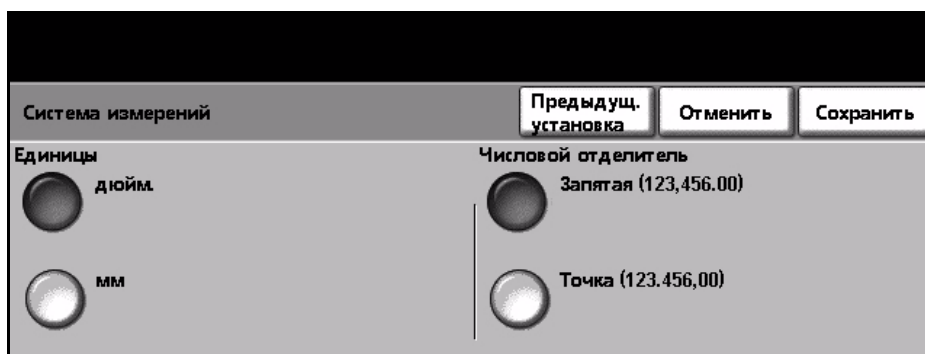 Система измерений
Предыдущ.
установка
Отменить
Сохранить
Единицы
дюйм.
мм
Числовой отделитель
Запятая (123,456.00)
Точка (123.456,00)